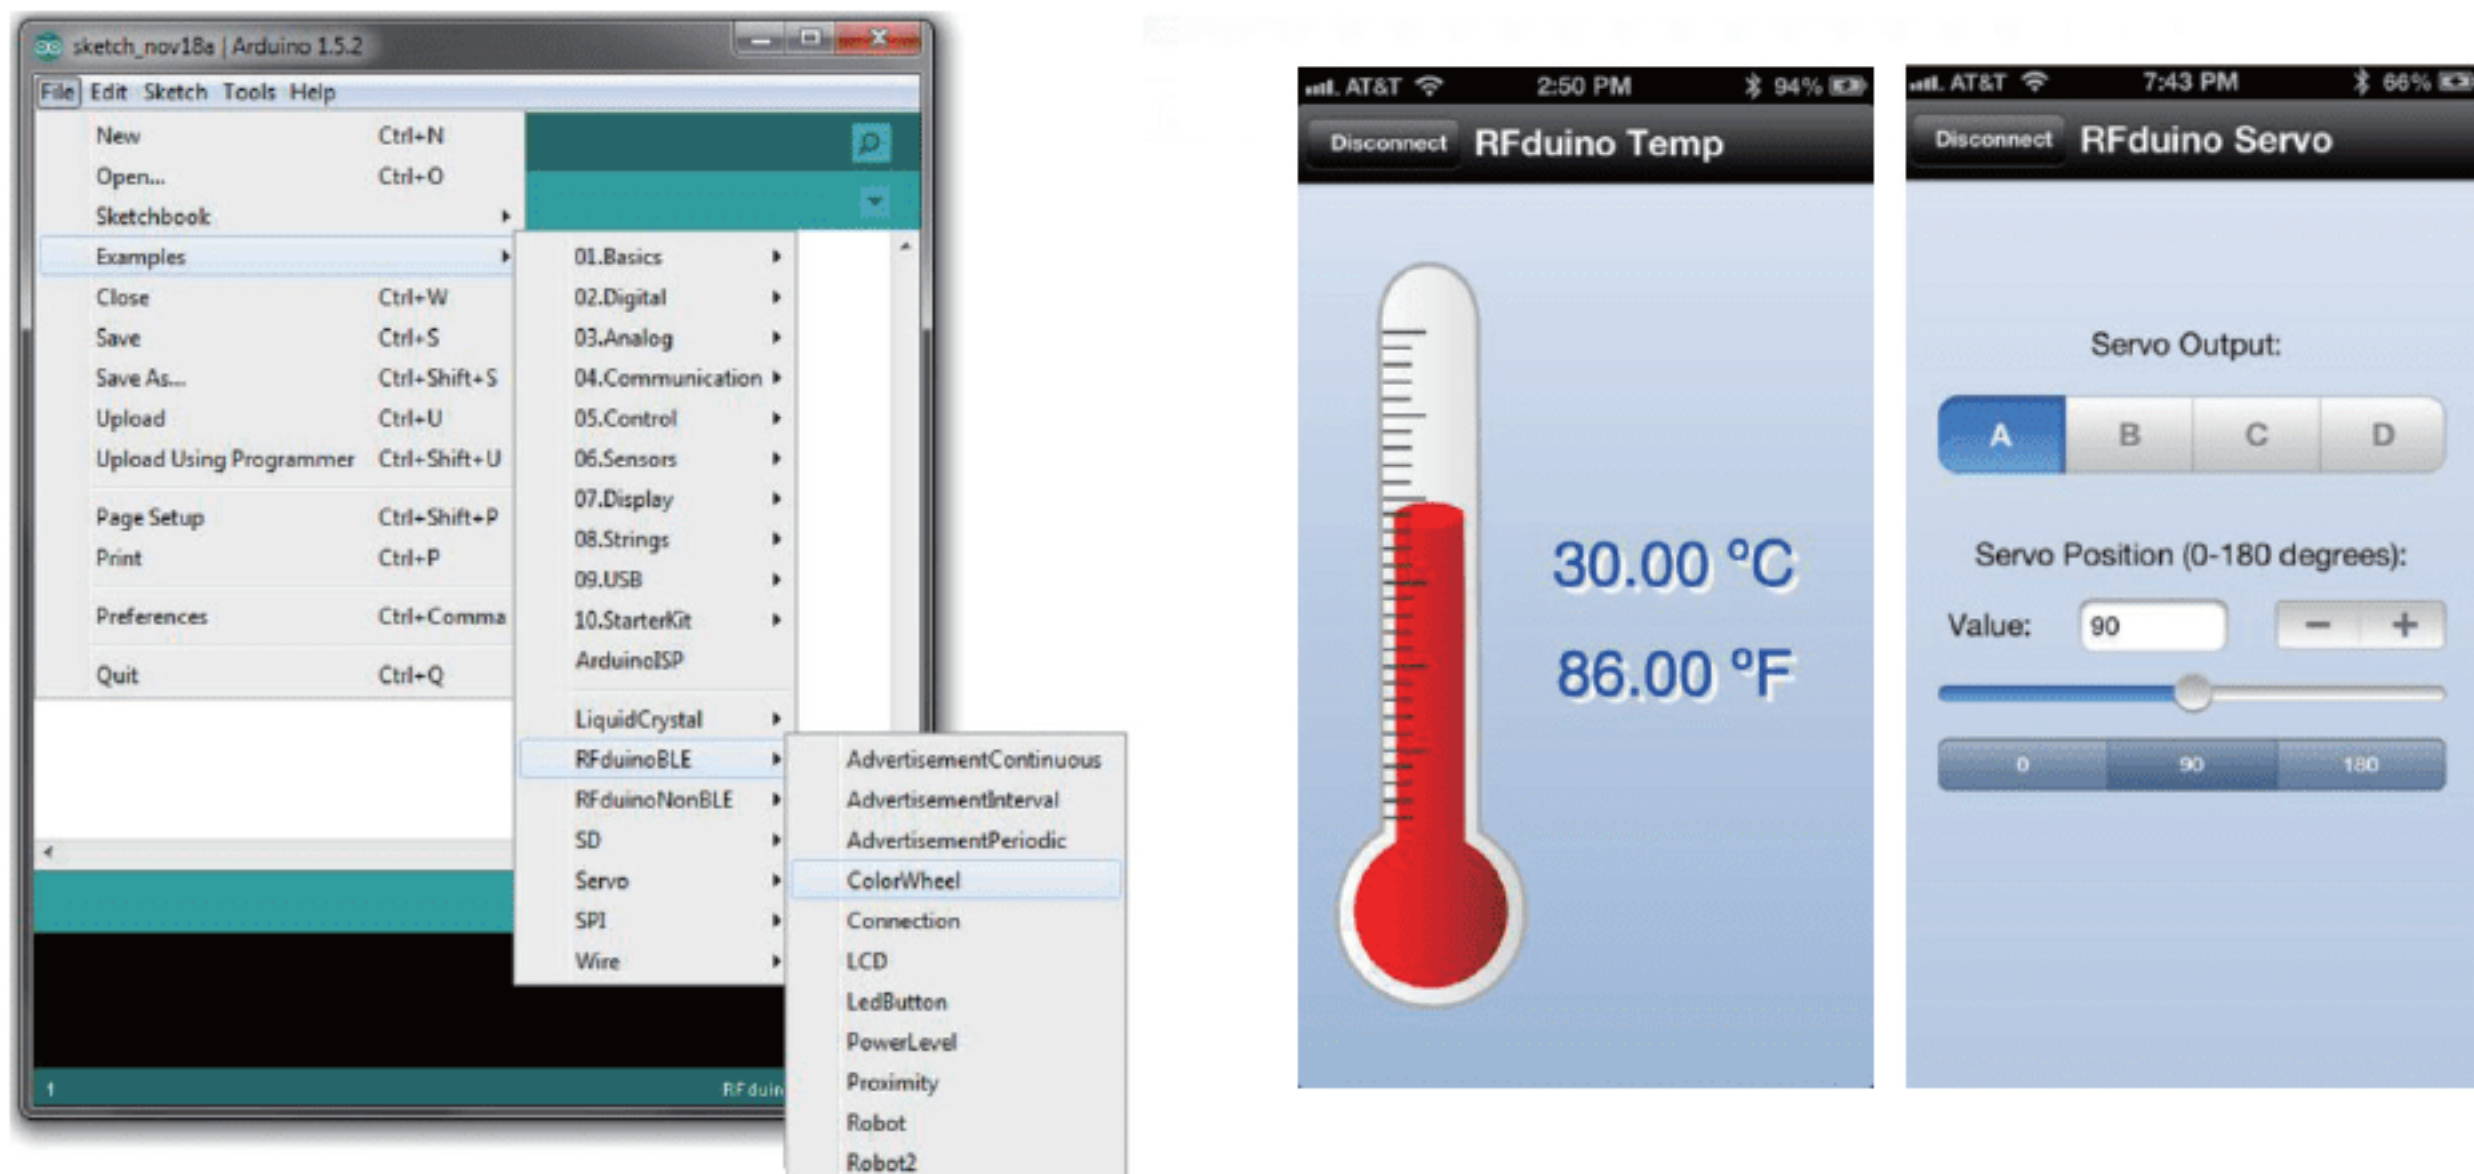 sketch_nov18a | Arduino 1.5.2
File Edit Sketch Tools Help
New Ctrl+N
Open... Ctrl+O
Sketchbook
Examples
Close Ctrl+W
Save Ctrl+S
Save As... Ctrl+Shift+S
Upload Ctrl+U
Upload Using Programmer Ctrl+Shift+U
Page Setup Ctrl+Shift+P
Print Ctrl+P
Preferences Ctrl+Comma
Quit Ctrl+Q
01.Basics
02.Digital
03.Analog
04.Communication
05.Control
06.Sensors
07.Display
08.Strings
09.USB
10.StarterKit
ArduinoISP
LiquidCrystal
RFduinoBLE
RFduinoNonBLE
SD
Servo
SPI
Wire
AdvertisementContinuous
AdvertisementInterval
AdvertisementPeriodic
ColorWheel
Connection
LCD
LedButton
PowerLevel
Proximity
Robot
Robot2
1 RFduin
AT&T 2:50 PM 94%
Disconnect RFduino Temp
30.00 ºC
86.00 ºF
AT&T 7:43 PM 66%
Disconnect RFduino Servo
Servo Output:
A B C D
Servo Position (0-180 degrees):
Value: 90 − +
0 90 180